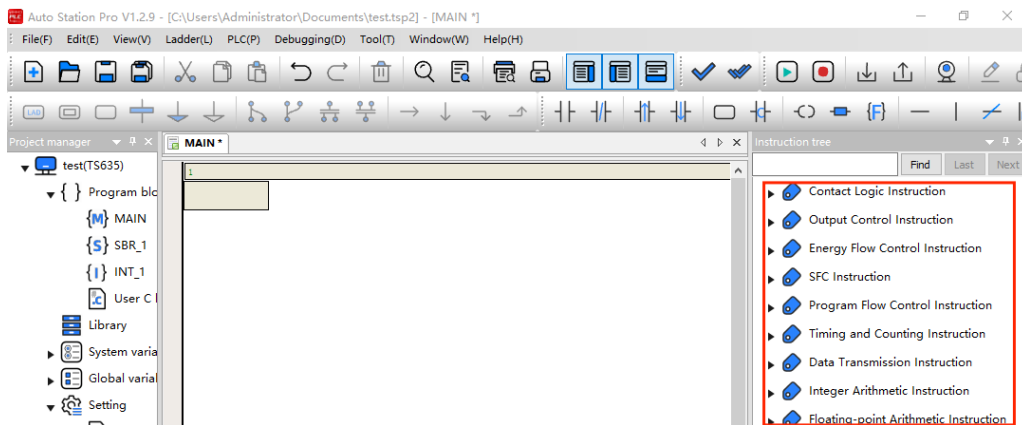 Auto Station Pro V1.2.9 - [C:\Users\Administrator\Documents\test.tsp2] - [MAIN *]
File(F) Edit(E) View(V) Ladder(L) PLC(P) Debugging(D) Tool(T) Window(W) Help(H)
LAB {F}
Project manager
MAIN *
Instruction tree
Find Last Next
test(TS635)
1
{ } Program blo
{M} MAIN
{S} SBR_1
{I} INT_1
.c User C l
Library
System varia
Global varial
Setting
Contact Logic Instruction
Output Control Instruction
Energy Flow Control Instruction
SFC Instruction
Program Flow Control Instruction
Timing and Counting Instruction
Data Transmission Instruction
Integer Arithmetic Instruction
Floating-point Arithmetic Instruction